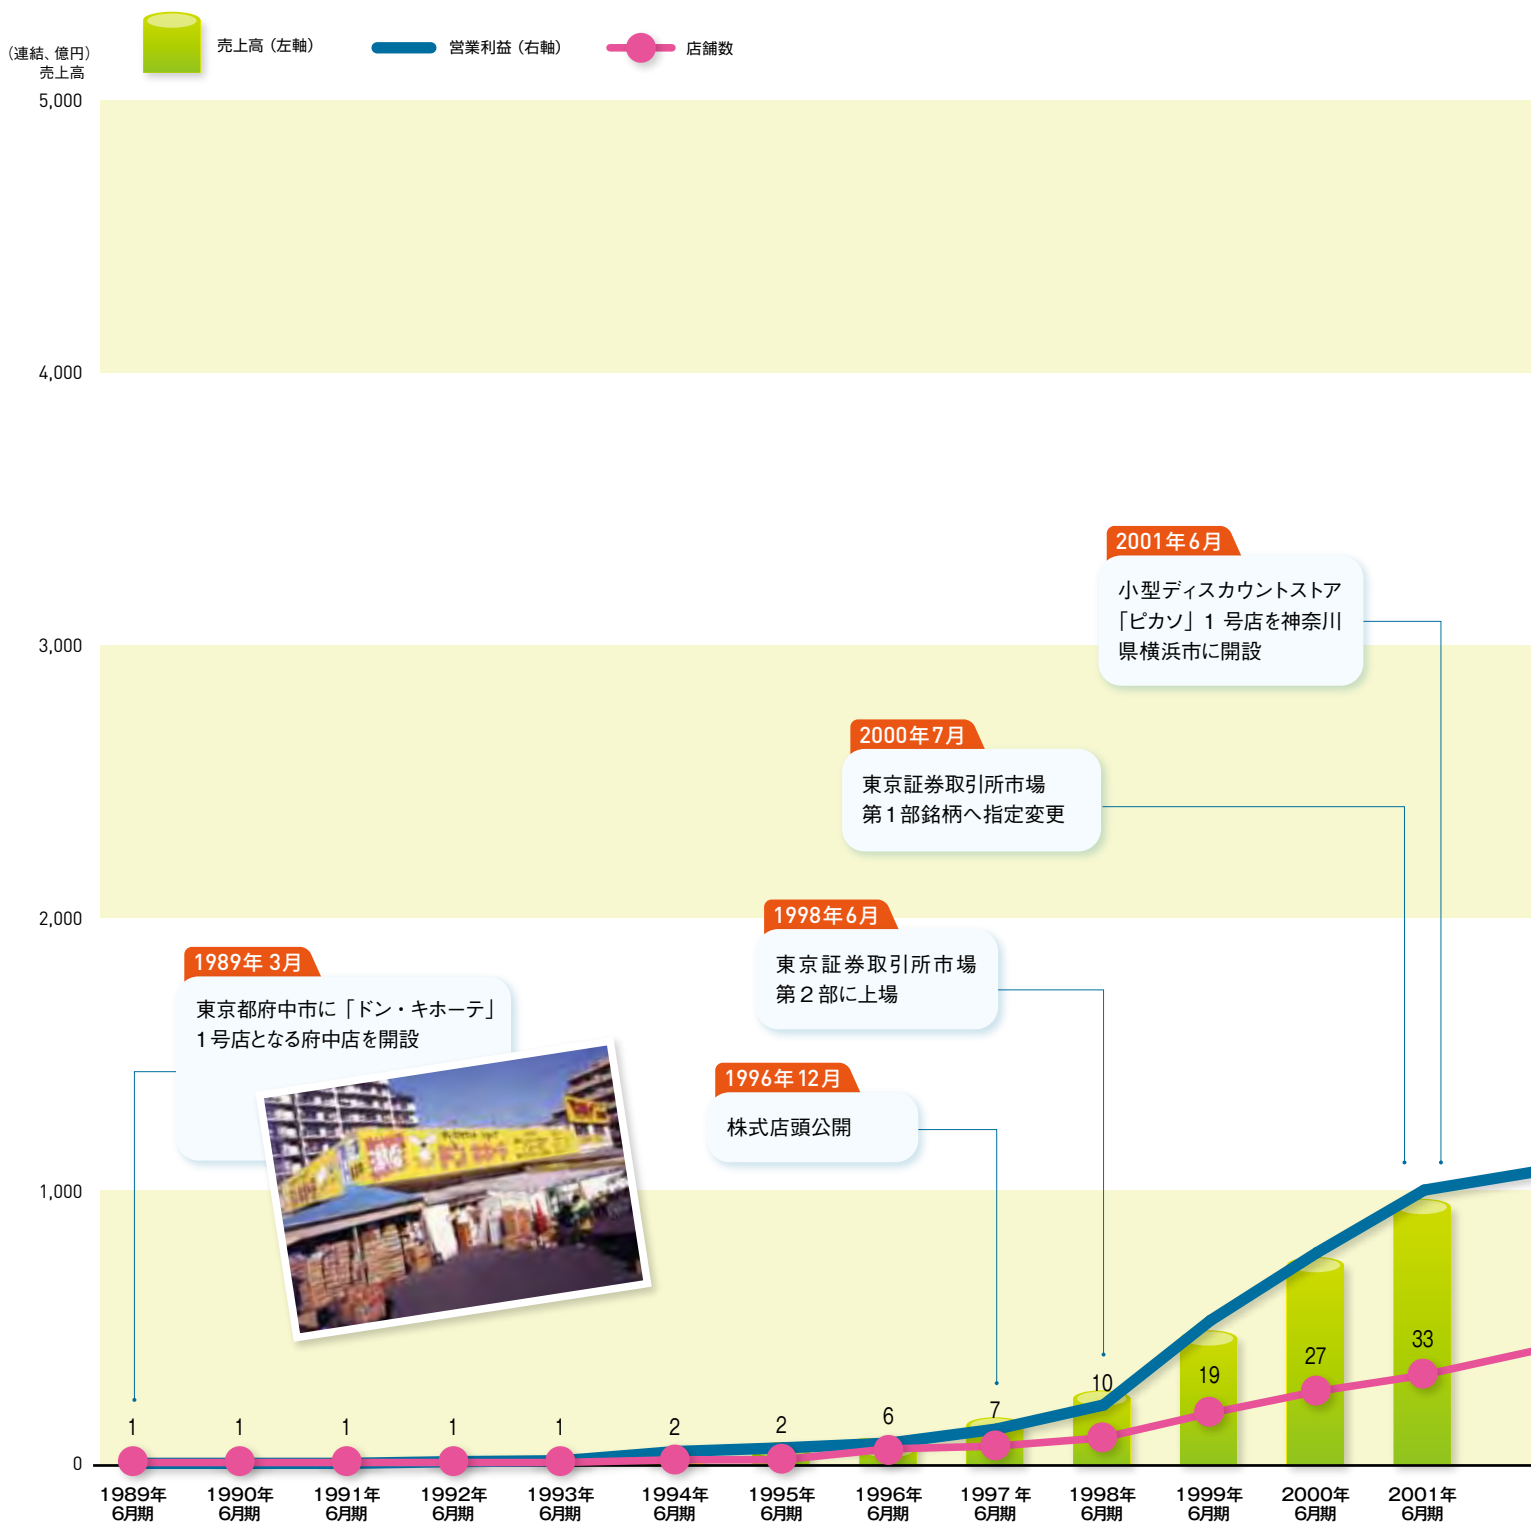 （連結、億円）
売上高
売上高（左軸）
営業利益（右軸）
店舗数
5,000
4,000
3,000
2,000
1,000
0
2001年6月
小型ディスカウントストア
「ピカソ」1 号店を神奈川
県横浜市に開設
2000年7月
東京証券取引所市場
第1部銘柄へ指定変更
1998年6月
東京証券取引所市場
第2部に上場
1989年 3月
東京都府中市に「ドン・キホーテ」
1号店となる府中店を開設
1996年12月
株式店頭公開
ドン
1
1
1
1
1
2
2
6
7
10
19
27
33
1989年
6月期
1990年
6月期
1991年
6月期
1992年
6月期
1993年
6月期
1994年
6月期
1995年
6月期
1996年
6月期
1997 年
6月期
1998年
6月期
1999年
6月期
2000年
6月期
2001年
6月期